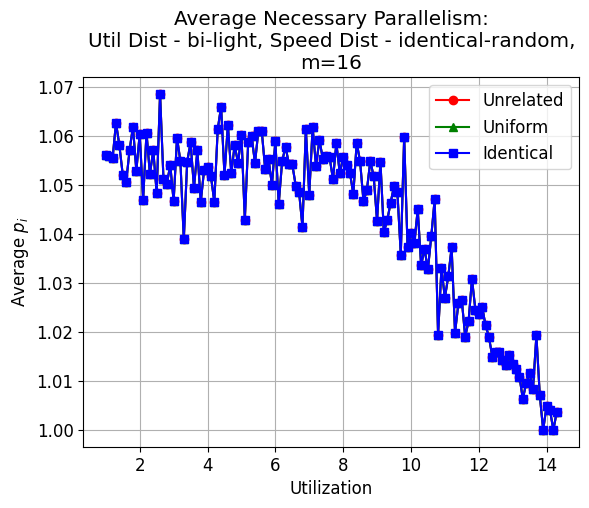 Average Necessary Parallelism:
Util Dist - bi-light, Speed Dist - identical-random,
m=16
1.07
1.06
1.05
1.04
1.03
1.02
1.01
1.00
Average p_i
Unrelated
Uniform
Identical
2 4 6 8 10 12 14
Utilization